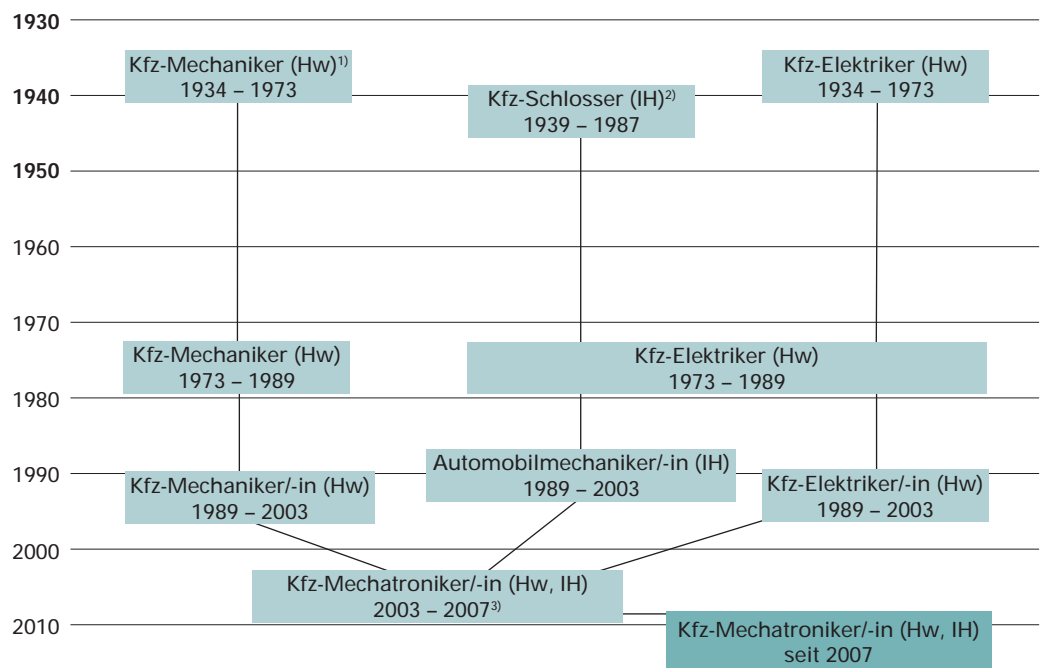 1930
Kfz-Mechaniker (Hw)1)
1934 – 1973
Kfz-Elektriker (Hw)
1934 – 1973
1940
Kfz-Schlosser (IH)2)
1939 – 1987
1950
1960
1970
Kfz-Mechaniker (Hw)
1973 – 1989
Kfz-Elektriker (Hw)
1973 – 1989
1980
1990
Automobilmechaniker/-in (IH)
1989 – 2003
Kfz-Mechaniker/-in (Hw)
1989 – 2003
Kfz-Elektriker/-in (Hw)
1989 – 2003
2000
Kfz-Mechatroniker/-in (Hw, IH)
2003 – 20073)
2010
Kfz-Mechatroniker/-in (Hw, IH)
seit 2007